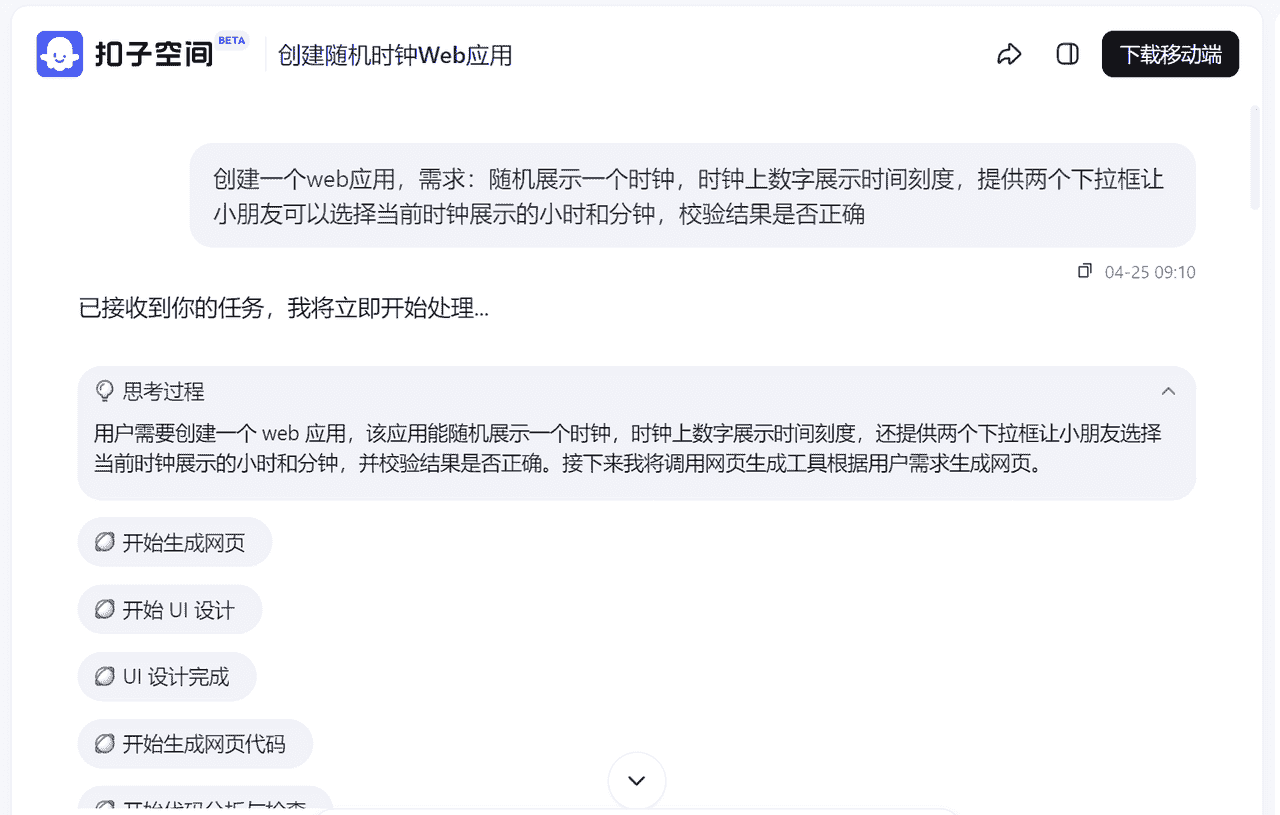 扣子空间 BETA 创建随机时钟Web应用 下载移动端
创建一个web应用，需求：随机展示一个时钟，时钟上数字展示时间刻度，提供两个下拉框让
小朋友可以选择当前时钟展示的小时和分钟，校验结果是否正确
04-25 09:10
已接收到你的任务，我将立即开始处理...
思考过程
用户需要创建一个 web 应用，该应用能随机展示一个时钟，时钟上数字展示时间刻度，还提供两个下拉框让小朋友选择
当前时钟展示的小时和分钟，并校验结果是否正确。接下来我将调用网页生成工具根据用户需求生成网页。
开始生成网页
开始 UI 设计
UI 设计完成
开始生成网页代码
开始代码分析与检查